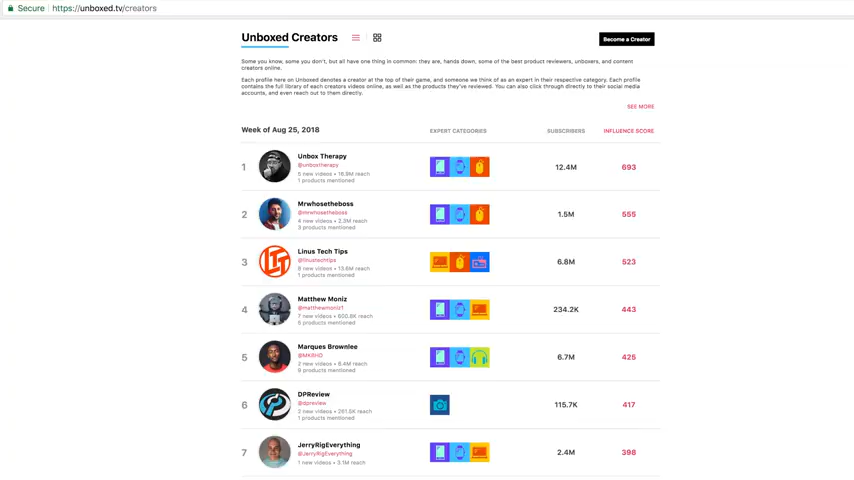 Secure https://unboxed.tv/creators
Unboxed Creators
Become a Creator
Some you know, some you don't, but all have one thing in common: they are, hands down, some of the best product reviewers, unboxers, and content
creators online.
Each profile here on Unboxed denotes a creator at the top of their game, and someone we think of as an expert in their respective category. Each profile
contains the full library of each creators videos online, as well as the products they've reviewed. You can also click through directly to their social media
accounts, and even reach out to them directly.
SEE MORE
Week of Aug 25, 2018 EXPERT CATEGORIES SUBSCRIBERS INFLUENCE SCORE
1 Unbox Therapy 12.4M 693
@unboxtherapy
5 new videos • 16.9M reach
1 products mentioned
2 Mrwhosetheboss 1.5M 555
@mrwhosetheboss
4 new videos • 2.3M reach
3 products mentioned
3 Linus Tech Tips 6.8M 523
@linustechtips
8 new videos • 15.6M reach
1 products mentioned
4 Matthew Moniz 234.2K 443
@matthewmoniz1
7 new videos • 600.8K reach
5 products mentioned
5 Marques Brownlee 6.7M 425
@MKBHD
2 new videos • 6.4M reach
9 products mentioned
6 DPReview 115.7K 417
@dpreview
2 new videos • 261.5K reach
1 products mentioned
7 JerryRigEverything 2.4M 398
@JerryRigEverything
1 new videos • 3.1M reach